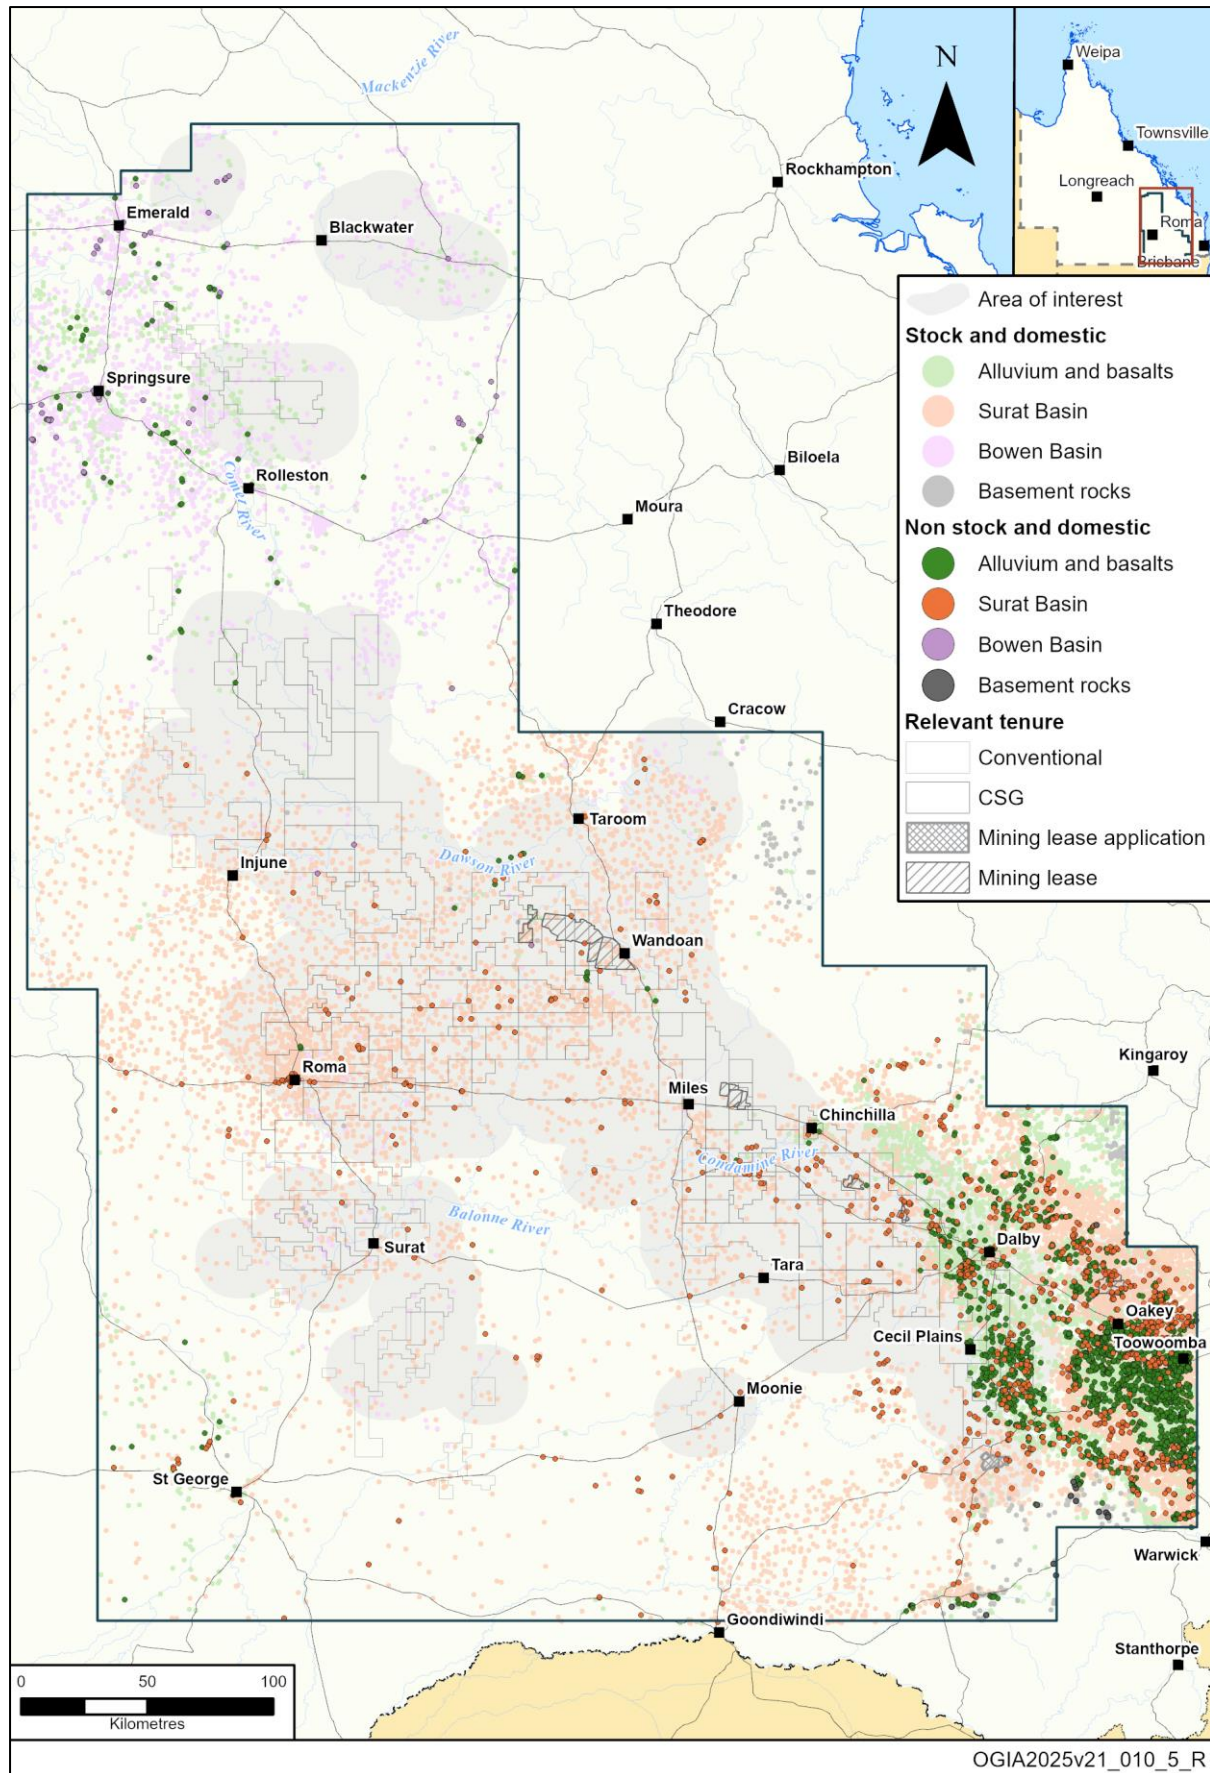 Mackenzie River
N
Weipa
Townsville
Longreach
Roma
Brisbane
Rockhampton
Emerald
Blackwater
Area of interest
Stock and domestic
Alluvium and basalts
Surat Basin
Bowen Basin
Basement rocks
Non stock and domestic
Alluvium and basalts
Surat Basin
Bowen Basin
Basement rocks
Relevant tenure
Conventional
CSG
Mining lease application
Mining lease
Springsure
Rolleston
Comet River
Biloela
Moura
Theodore
Cracow
Taroom
Dawson River
Injune
Wandoan
Roma
Miles
Kingaroy
Chinchilla
Condamine River
Balonne River
Surat
Dalby
Tara
Oakey
Cecil Plains
Toowoomba
Moonie
St George
Warwick
Goondiwindi
Stanthorpe
0 50 100
Kilometres
OGIA2025v21_010_5_R